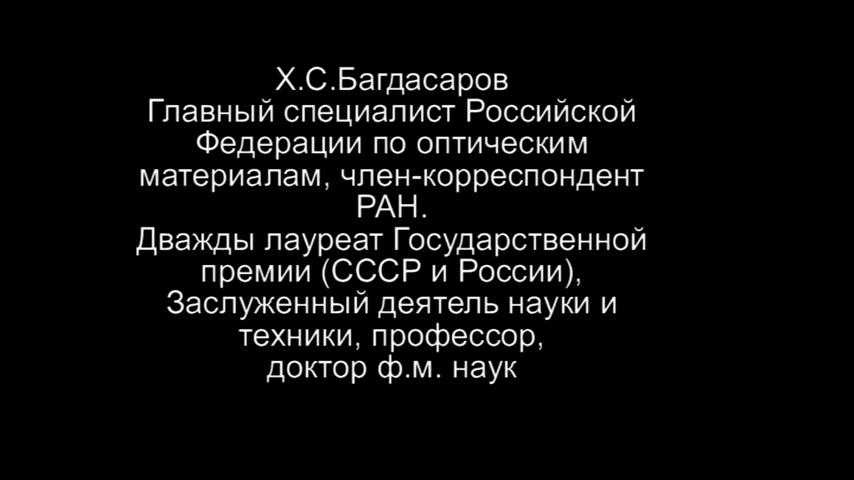 Х.С.Багдасаров
Главный специалист Российской
Федерации по оптическим
материалам, член-корреспондент
РАН.
Дважды лауреат Государственной
премии (СССР и России),
Заслуженный деятель науки и
техники, профессор,
доктор ф.м. наук